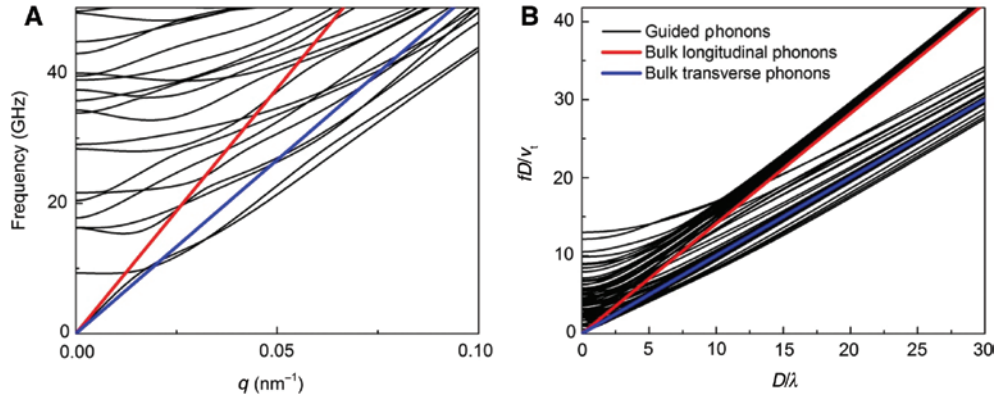 A
Frequency (GHz)
40
20
0
0.00
0.05
0.10
q (nm⁻¹)
B
Guided phonons
Bulk longitudinal phonons
Bulk transverse phonons
fD/vₜ
40
30
20
10
0
0
5
10
15
20
25
30
D/λ